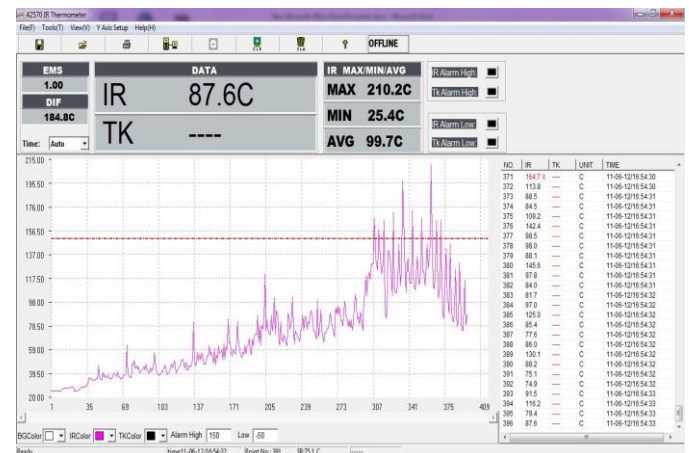 42570 IR Thermometer
File(F) Tools(T) View(V) Y Axis Setup Help(H)
OFFLINE
EMS
1.00
DIF
184.8C
Time: Auto
DATA
IR 87.6C
TK ----
IR MAX/MIN/AVG
MAX 210.2C
MIN 25.4C
AVG 99.7C
IR Alarm High
Tk Alarm High
IR Alarm Low
Tk Alarm Low
215.00
195.50
176.00
156.50
137.00
117.50
98.00
78.50
59.00
39.50
20.00
1 35 69 103 137 171 205 239 273 307 341 375 409
NO. IR TK UNIT TIME
371 164.7 X ---- C 11-06-12/16:54:30
372 113.8 ---- C 11-06-12/16:54:30
373 88.5 ---- C 11-06-12/16:54:31
374 84.5 ---- C 11-06-12/16:54:31
375 109.2 ---- C 11-06-12/16:54:31
376 142.4 ---- C 11-06-12/16:54:31
377 98.5 ---- C 11-06-12/16:54:31
378 98.0 ---- C 11-06-12/16:54:31
379 88.1 ---- C 11-06-12/16:54:31
380 145.6 ---- C 11-06-12/16:54:31
381 97.8 ---- C 11-06-12/16:54:31
382 84.0 ---- C 11-06-12/16:54:31
383 81.7 ---- C 11-06-12/16:54:32
384 97.0 ---- C 11-06-12/16:54:32
385 125.0 ---- C 11-06-12/16:54:32
386 85.4 ---- C 11-06-12/16:54:32
387 77.6 ---- C 11-06-12/16:54:32
388 86.0 ---- C 11-06-12/16:54:32
389 130.1 ---- C 11-06-12/16:54:32
390 88.2 ---- C 11-06-12/16:54:32
391 75.1 ---- C 11-06-12/16:54:32
392 74.9 ---- C 11-06-12/16:54:32
393 91.5 ---- C 11-06-12/16:54:33
394 116.2 ---- C 11-06-12/16:54:33
395 79.4 ---- C 11-06-12/16:54:33
396 87.6 ---- C 11-06-12/16:54:33
BGColor IRColor TKColor Alarm High 150 Low -50
Ready time:11-06-12/16:54:32 Point No.: 391 IR:75.1 C